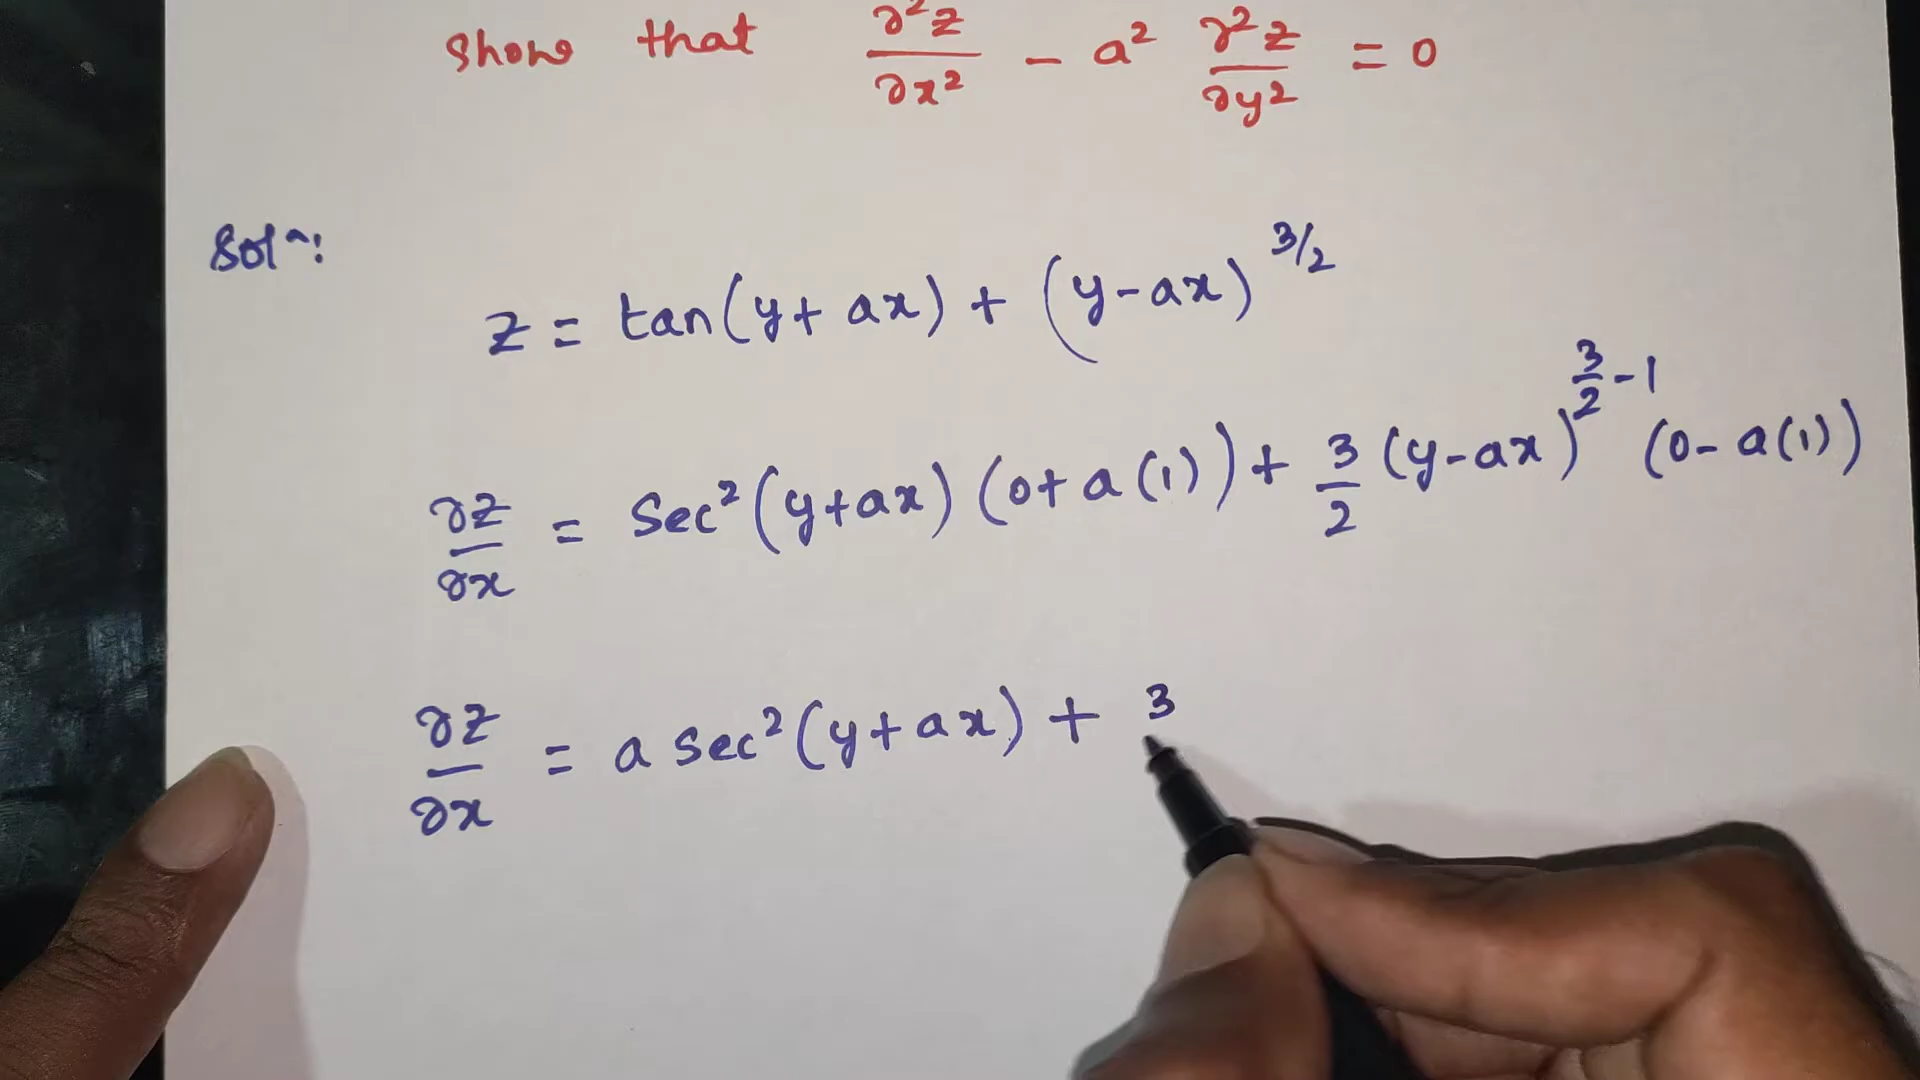 show that ∂²z/∂x² - a² ∂²z/∂y² = 0
Solⁿ:
z = tan(y+ ax) + (y-ax)^3/2
∂z/∂x = Sec²(y+ax) (0+ a(1)) + 3/2 (y-ax)^(3/2 - 1) (0- a(1))
∂z/∂x = a sec²(y+ax) + 3